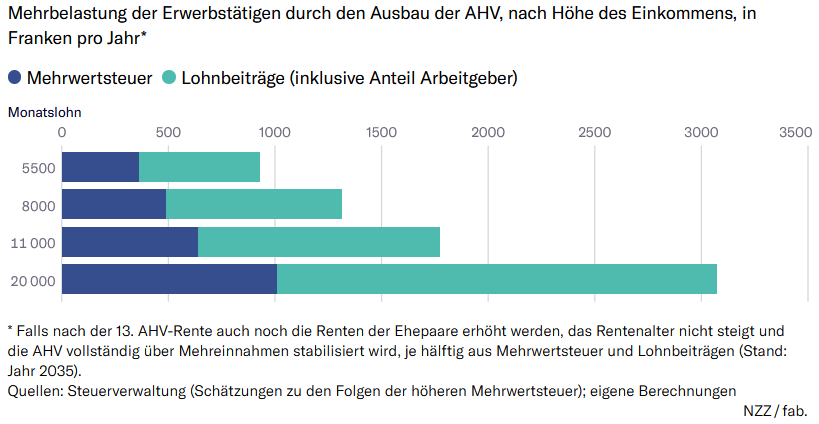 Mehrbelastung der Erwerbstätigen durch den Ausbau der AHV, nach Höhe des Einkommens, in
Franken pro Jahr*
Mehrwertsteuer Lohnbeiträge (inklusive Anteil Arbeitgeber)
Monatslohn
0 500 1000 1500 2000 2500 3000 3500
5500
8000
11 000
20 000
* Falls nach der 13. AHV-Rente auch noch die Renten der Ehepaare erhöht werden, das Rentenalter nicht steigt und
die AHV vollständig über Mehreinnahmen stabilisiert wird, je hälftig aus Mehrwertsteuer und Lohnbeiträgen (Stand:
Jahr 2035).
Quellen: Steuerverwaltung (Schätzungen zu den Folgen der höheren Mehrwertsteuer); eigene Berechnungen
NZZ / fab.